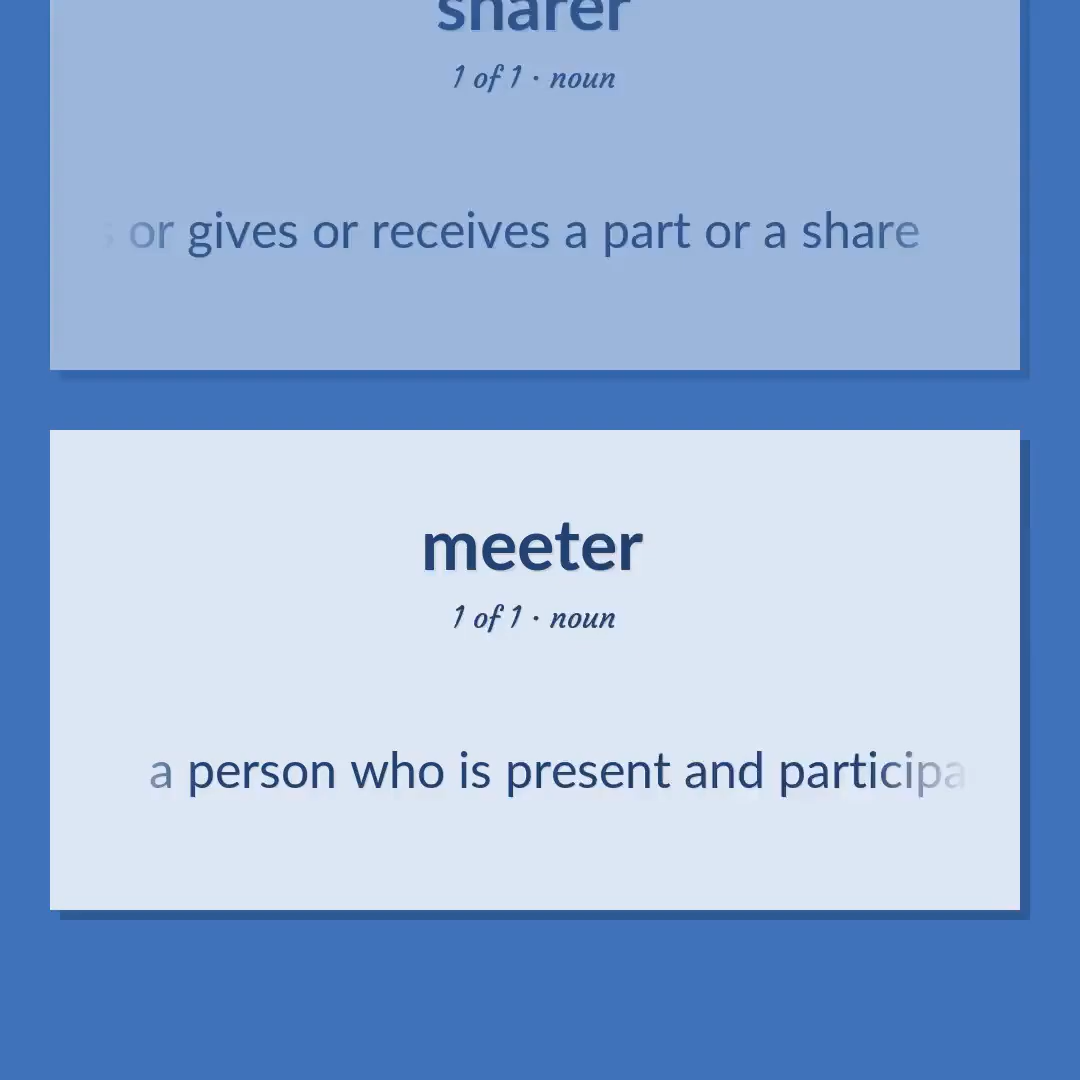 sharer
1 of 1 · noun
or gives or receives a part or a share
meeter
1 of 1 · noun
a person who is present and participa